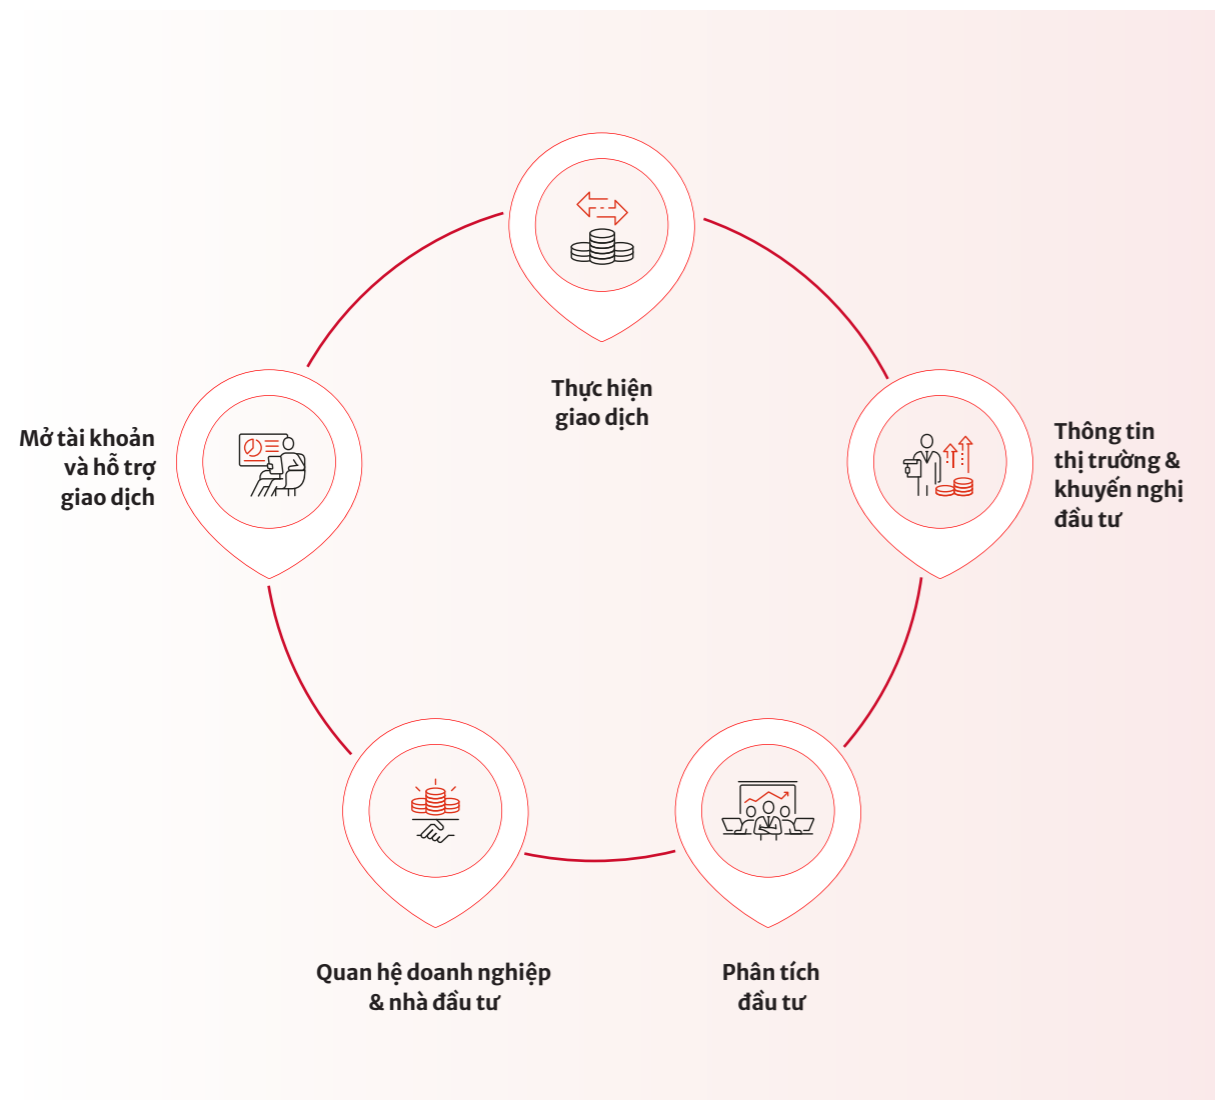 Thực hiện
giao dịch
Mở tài khoản
và hỗ trợ
giao dịch
Thông tin
thị trường &
khuyến nghị
đầu tư
Quan hệ doanh nghiệp
& nhà đầu tư
Phân tích
đầu tư